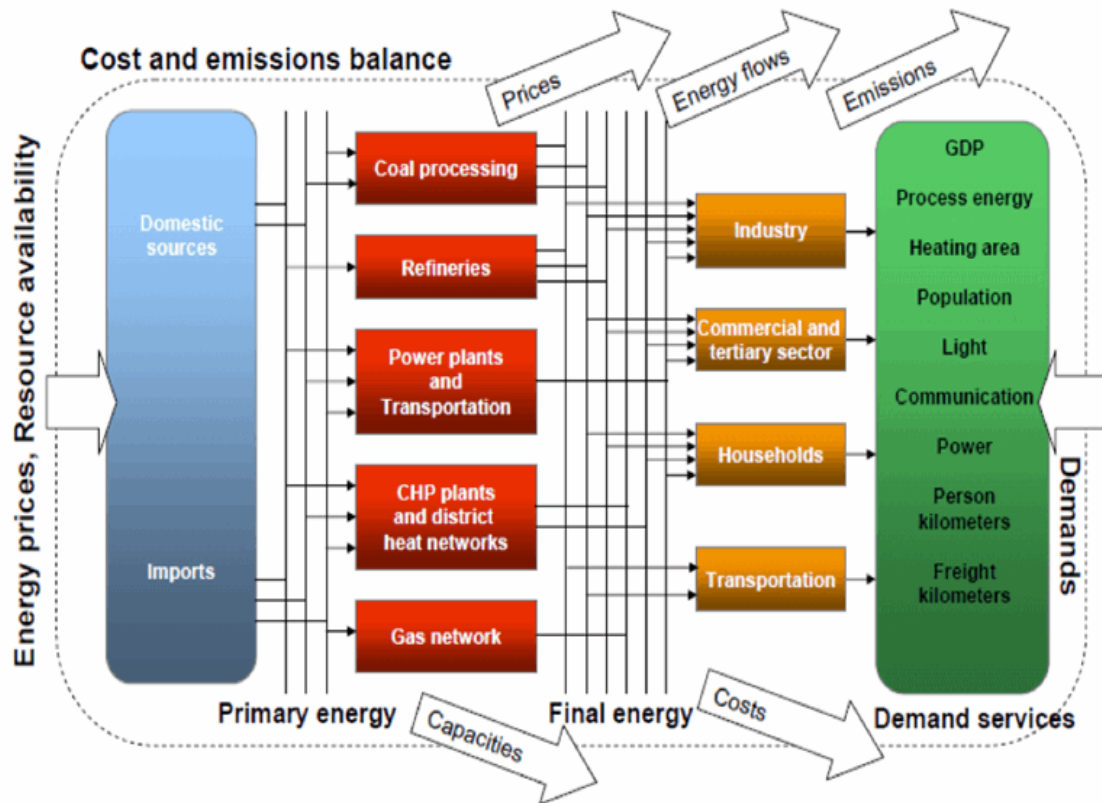 Cost and emissions balance
Prices
Energy flows
Emissions
Energy prices, Resource availability
Domestic
sources
Imports
Coal processing
Refineries
Power plants
and
Transportation
CHP plants
and district
heat networks
Gas network
Industry
Commercial and
tertiary sector
Households
Transportation
GDP
Process energy
Heating area
Population
Light
Communication
Power
Person
kilometers
Freight
kilometers
Demands
Primary energy
Capacities
Final energy
Costs
Demand services